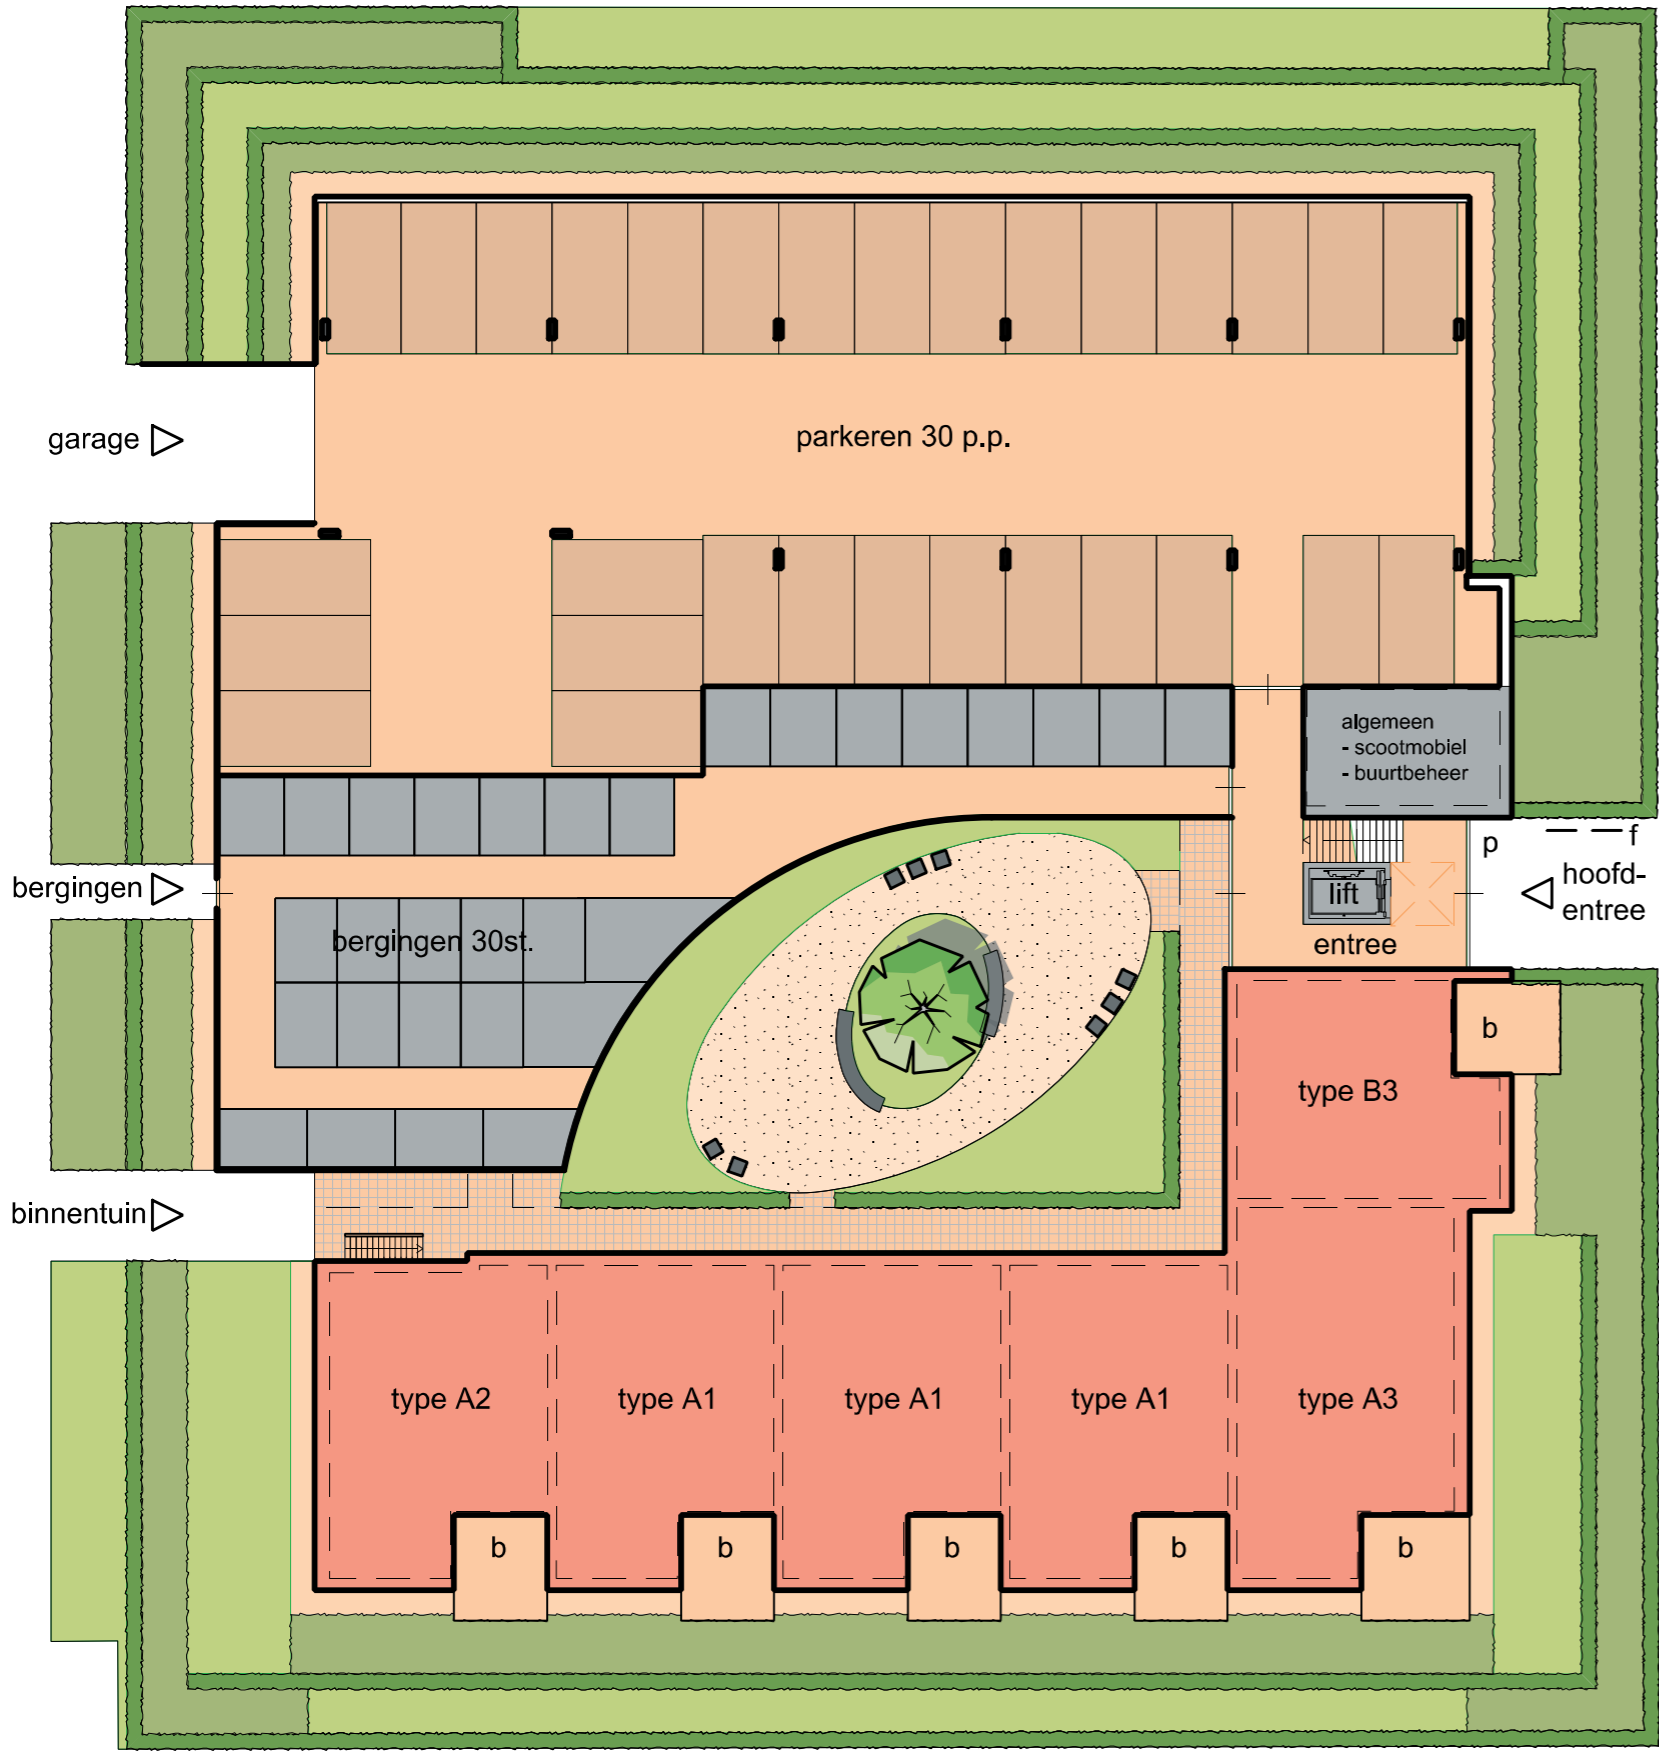 garage
parkeren 30 p.p.
algemeen
- scootmobiel
- buurtbeheer
p
f
bergingen
hoofd-
entree
lift
bergingen 30st.
entree
b
type B3
binnentuin
type A2
type A1
type A1
type A1
type A3
b
b
b
b
b